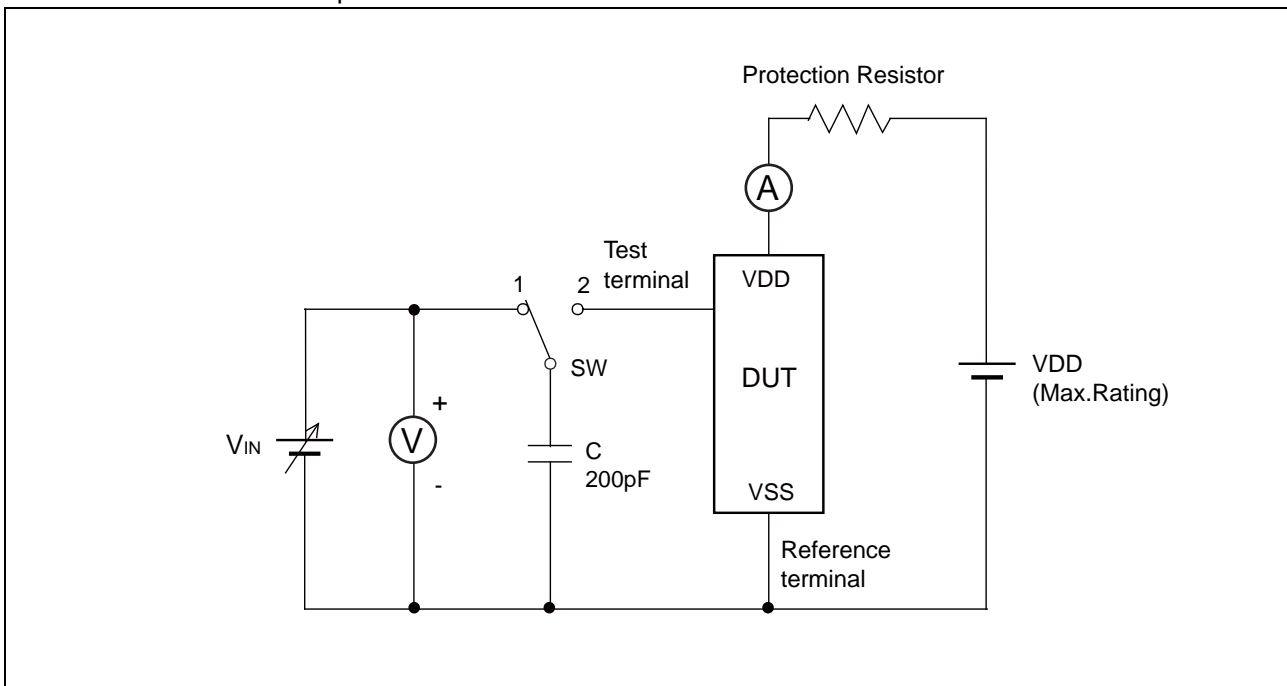 Protection Resistor
A
Test
terminal
1
2
VDD
SW
DUT
VDD
(Max.Rating)
+
VIN
V
-
C
200pF
VSS
Reference
terminal